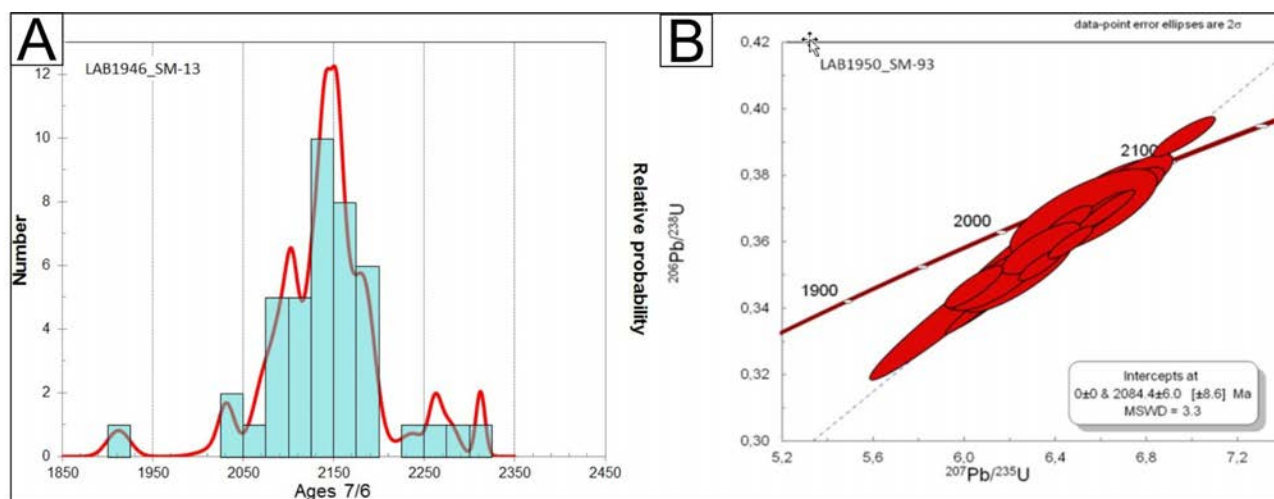 A
LAB1946_SM-13
Number
12
10
8
6
4
2
0
1850 1950 2050 2150 2250 2350 2450
Ages 7/6
Relative probability
B
data-point error ellipses are 2σ
LAB1950_SM-93
0,42
0,40
0,38
0,36
0,34
0,32
0,30
2100
2000
1900
Intercepts at
0±0 & 2084.4±6.0 [±8.6] Ma
MSWD = 3.3
5,2 5,6 6,0 6,4 6,8 7,2
²⁰⁶Pb/²³⁸U
²⁰⁷Pb/²³⁵U